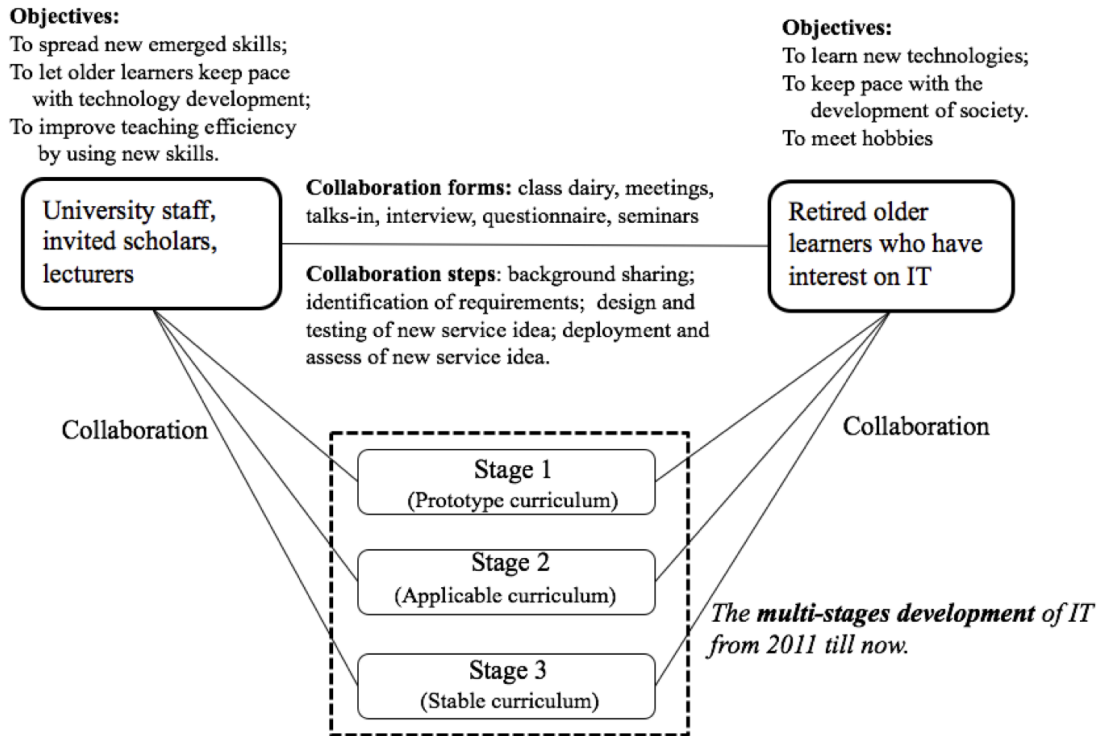 Objectives:
To spread new emerged skills;
To let older learners keep pace
with technology development;
To improve teaching efficiency
by using new skills.
Objectives:
To learn new technologies;
To keep pace with the
development of society.
To meet hobbies
University staff,
invited scholars,
lecturers
Collaboration forms: class dairy, meetings,
talks-in, interview, questionnaire, seminars
Collaboration steps: background sharing;
identification of requirements; design and
testing of new service idea; deployment and
assess of new service idea.
Retired older
learners who have
interest on IT
Collaboration
Collaboration
Stage 1
(Prototype curriculum)
Stage 2
(Applicable curriculum)
Stage 3
(Stable curriculum)
The multi-stages development of IT
from 2011 till now.